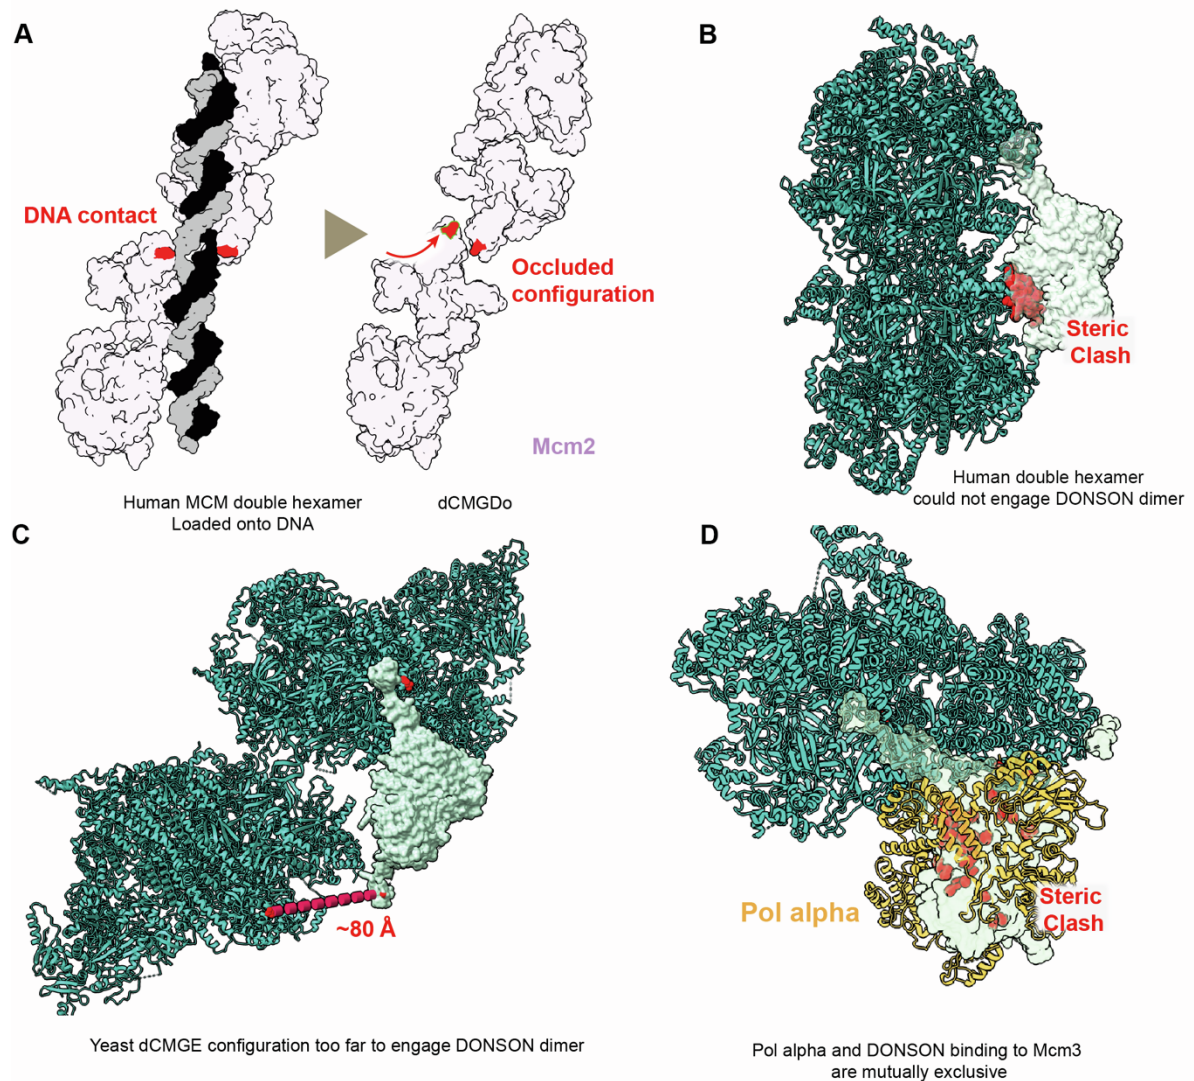 A
DNA contact
Occluded
configuration
Mcm2
Human MCM double hexamer
Loaded onto DNA
dCMGDo
B
Steric
Clash
Human double hexamer
could not engage DONSON dimer
C
~80 Å
Yeast dCMGE configuration too far to engage DONSON dimer
D
Pol alpha
Steric
Clash
Pol alpha and DONSON binding to Mcm3
are mutually exclusive